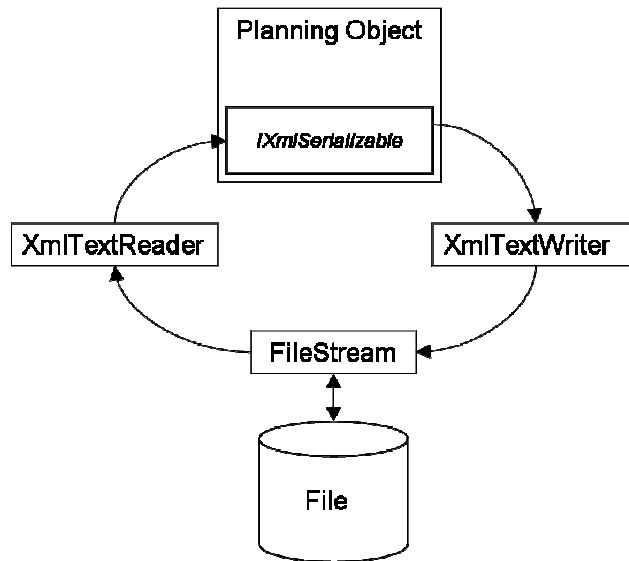 Planning Object
IXmlSerializable
XmlTextReader
XmlTextWriter
FileStream
File